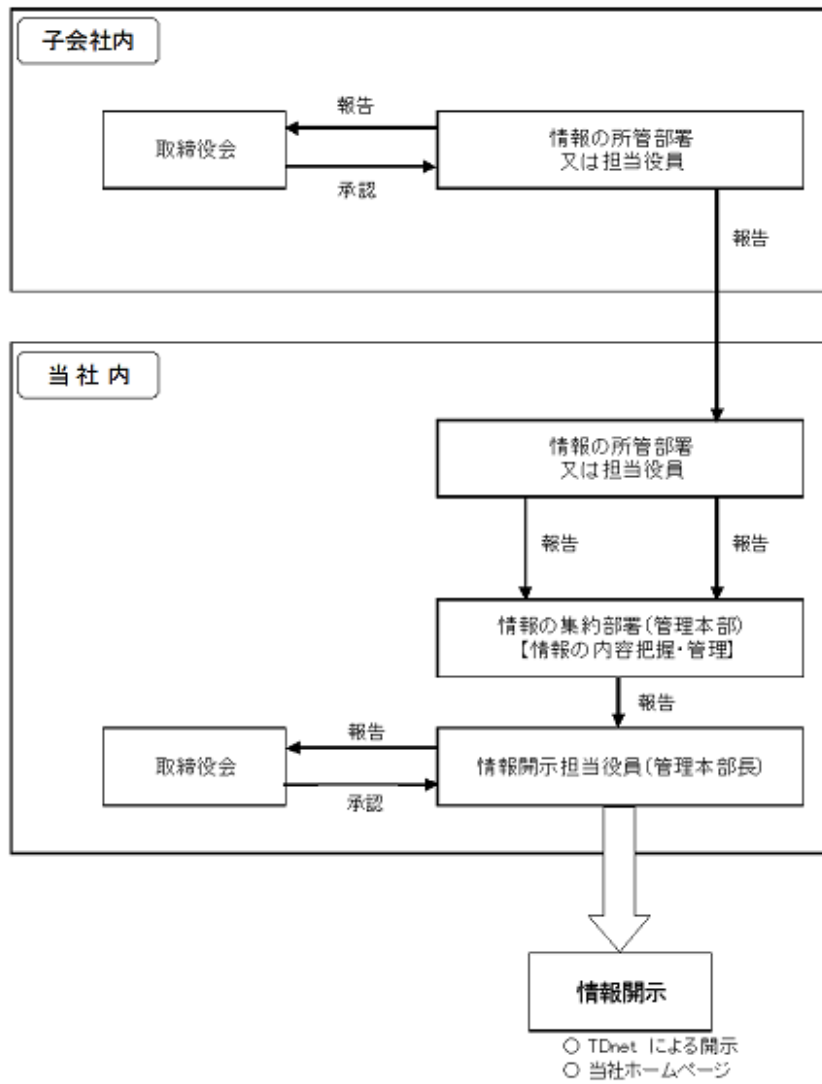 子会社内
報告
取締役会
情報の所管部署
又は担当役員
承認
報告
当 社 内
情報の所管部署
又は担当役員
報告
報告
情報の集約部署(管理本部)
【情報の内容把握・管理】
報告
報告
取締役会
情報開示担当役員(管理本部長)
承認
情報開示
○ TDnet による開示
○ 当社ホームページ